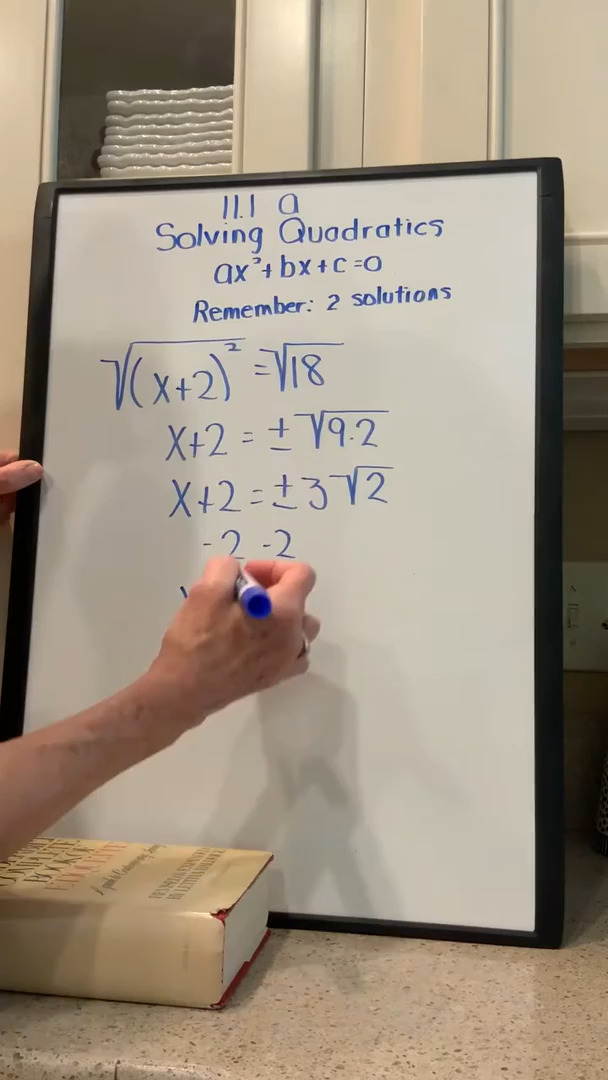 11.1 a
Solving Quadratics
ax²+bx+c=0
Remember: 2 solutions
√(x+2)² = √18
x+2 = ± √9·2
x+2 = ± 3√2
-2 -2